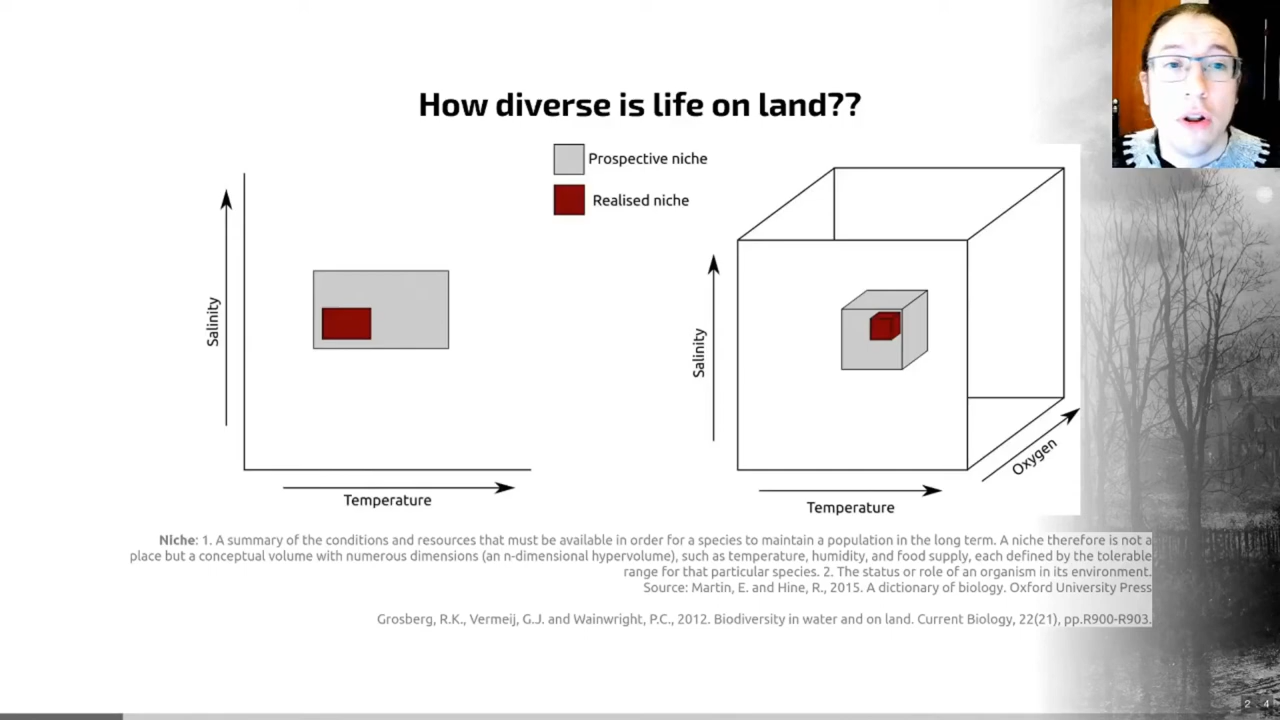 How diverse is life on land??
Prospective niche
Realised niche
Salinity
Temperature
Salinity
Temperature
Oxygen
Niche: 1. A summary of the conditions and resources that must be available in order for a species to maintain a population in the long term. A niche therefore is not a
place but a conceptual volume with numerous dimensions (an n-dimensional hypervolume), such as temperature, humidity, and food supply, each defined by the tolerable
range for that particular species. 2. The status or role of an organism in its environment.
Source: Martin, E. and Hine, R., 2015. A dictionary of biology. Oxford University Press
Grosberg, R.K., Vermeij, G.J. and Wainwright, P.C., 2012. Biodiversity in water and on land. Current Biology, 22(21), pp.R900-R903.
2 4